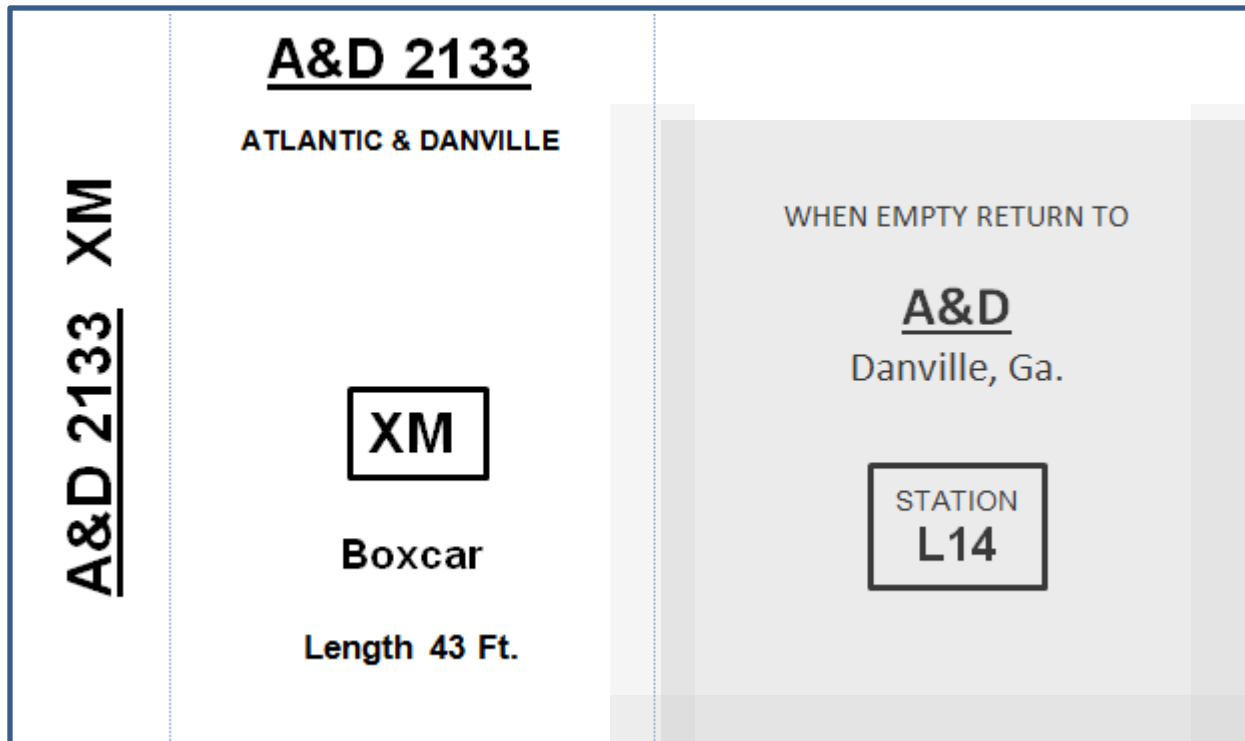 A&D 2133 XM
A&D 2133
ATLANTIC & DANVILLE
XM
Boxcar
Length 43 Ft.
WHEN EMPTY RETURN TO
A&D
Danville, Ga.
STATION
L14